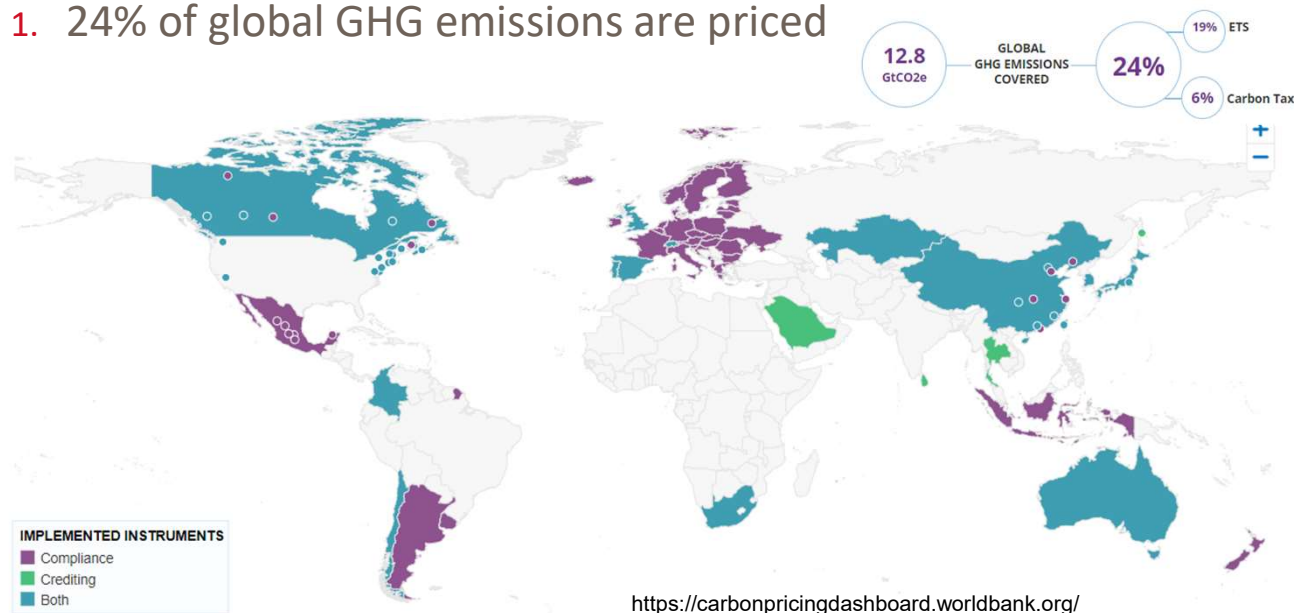 1. 24% of global GHG emissions are priced
12.8
GtCO2e
GLOBAL
GHG EMISSIONS
COVERED
24%
19% ETS
6% Carbon Tax
+
−
IMPLEMENTED INSTRUMENTS
Compliance
Crediting
Both
https://carbonpricingdashboard.worldbank.org/